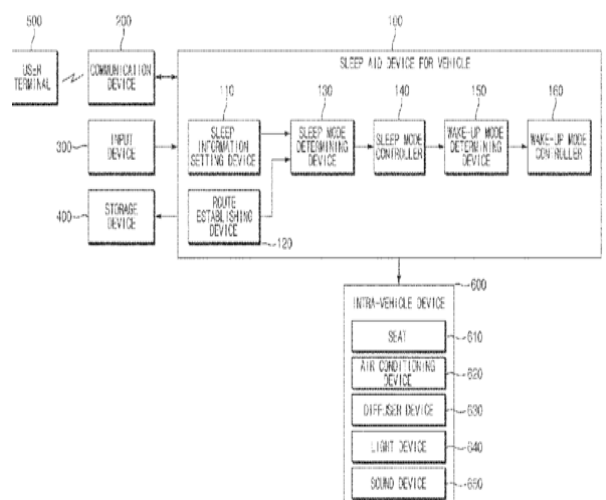 500
200
100
USER
TERMINAL
COMMUNICATION
DEVICE
SLEEP AID DEVICE FOR VEHICLE
110
130
140
150
160
300
INPUT
DEVICE
SLEEP
INFORMATION
SETTING DEVICE
SLEEP MODE
DETERMINING
DEVICE
SLEEP MODE
CONTROLLER
WAKE-UP MODE
DETERMINING
DEVICE
WAKE-UP MODE
CONTROLLER
400
STORAGE
DEVICE
ROUTE
ESTABLISHING
DEVICE
120
600
INTRA-VEHICLE DEVICE
SEAT
610
AIR CONDITIONING
DEVICE
620
DIFFUSER DEVICE
630
LIGHT DEVICE
640
SOUND DEVICE
650